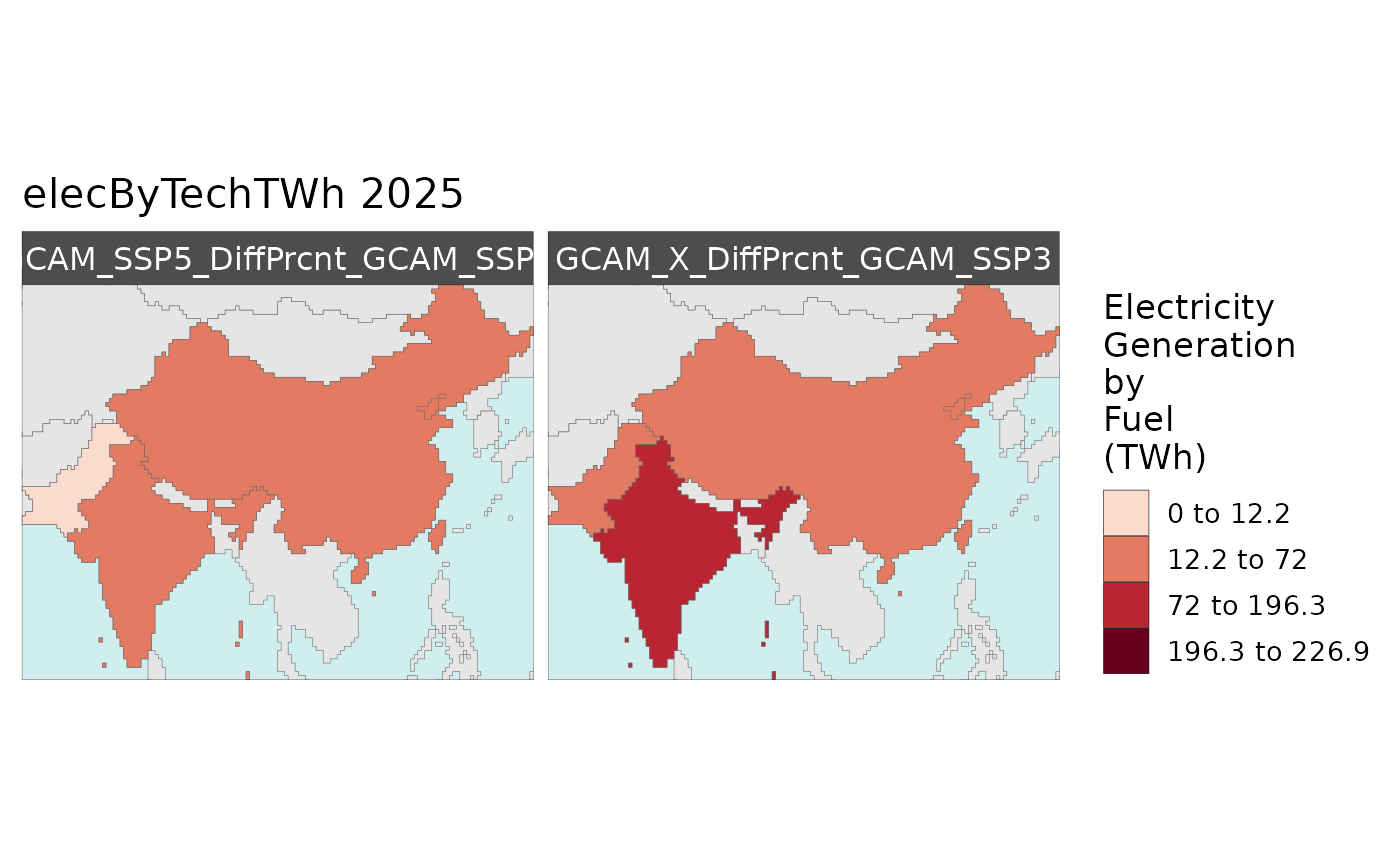 elecByTechTWh 2025
CAM_SSP5_DiffPrcnt_GCAM_SSP
GCAM_X_DiffPrcnt_GCAM_SSP3
Electricity
Generation
by
Fuel
(TWh)
0 to 12.2
12.2 to 72
72 to 196.3
196.3 to 226.9